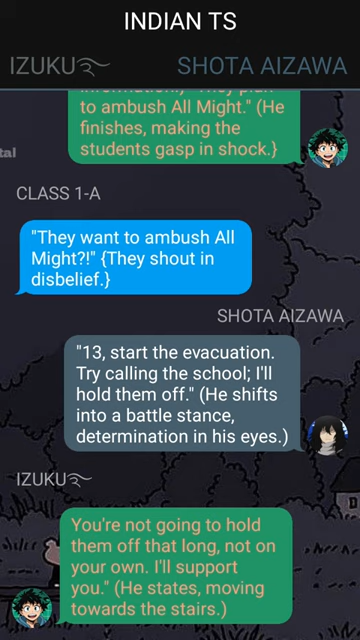 INDIAN TS
IZUKU࿐ SHOTA AIZAWA
to ambush All Might." (He
finishes, making the
students gasp in shock.}
tal
CLASS 1-A
"They want to ambush All
Might?!" {They shout in
disbelief.}
SHOTA AIZAWA
"13, start the evacuation.
Try calling the school; I'll
hold them off." (He shifts
into a battle stance,
determination in his eyes.)
IZUKU࿐
You're not going to hold
them off that long, not on
your own. I'll support
you." (He states, moving
towards the stairs.)